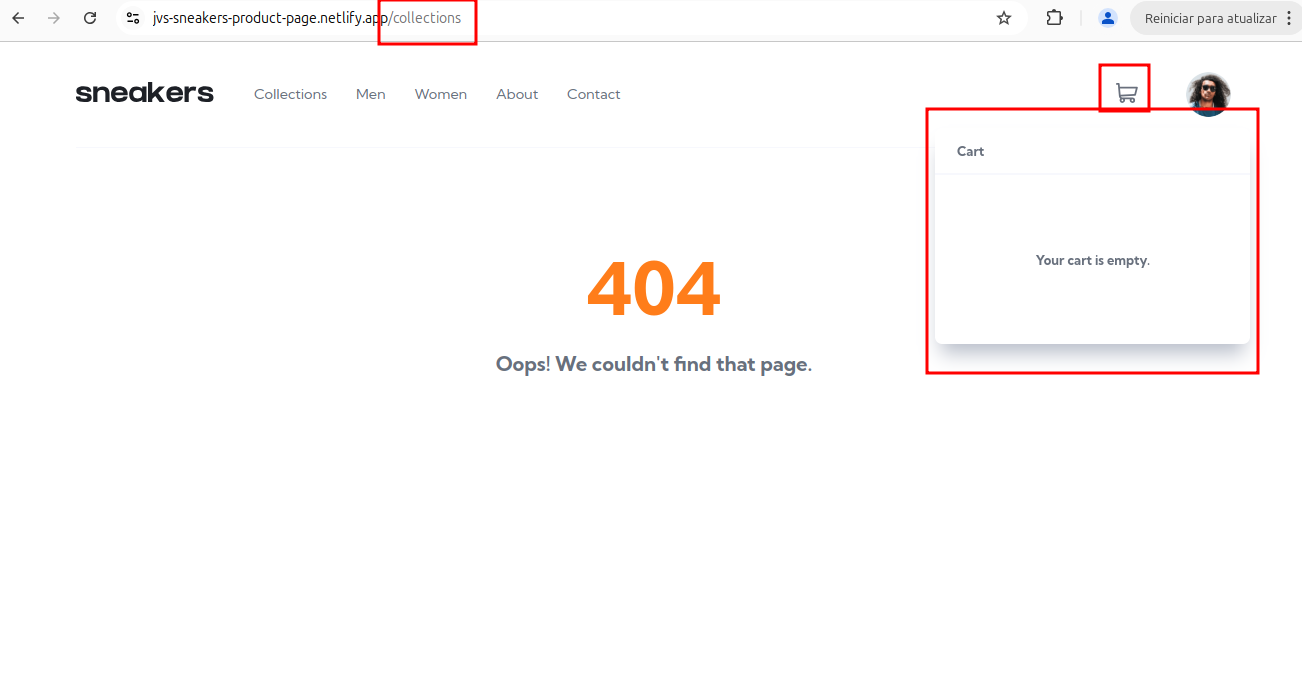 jvs-sneakers-product-page.netlify.app/collections
Reiniciar para atualizar
sneakers
Collections
Men
Women
About
Contact
Cart
Your cart is empty.
404
Oops! We couldn't find that page.